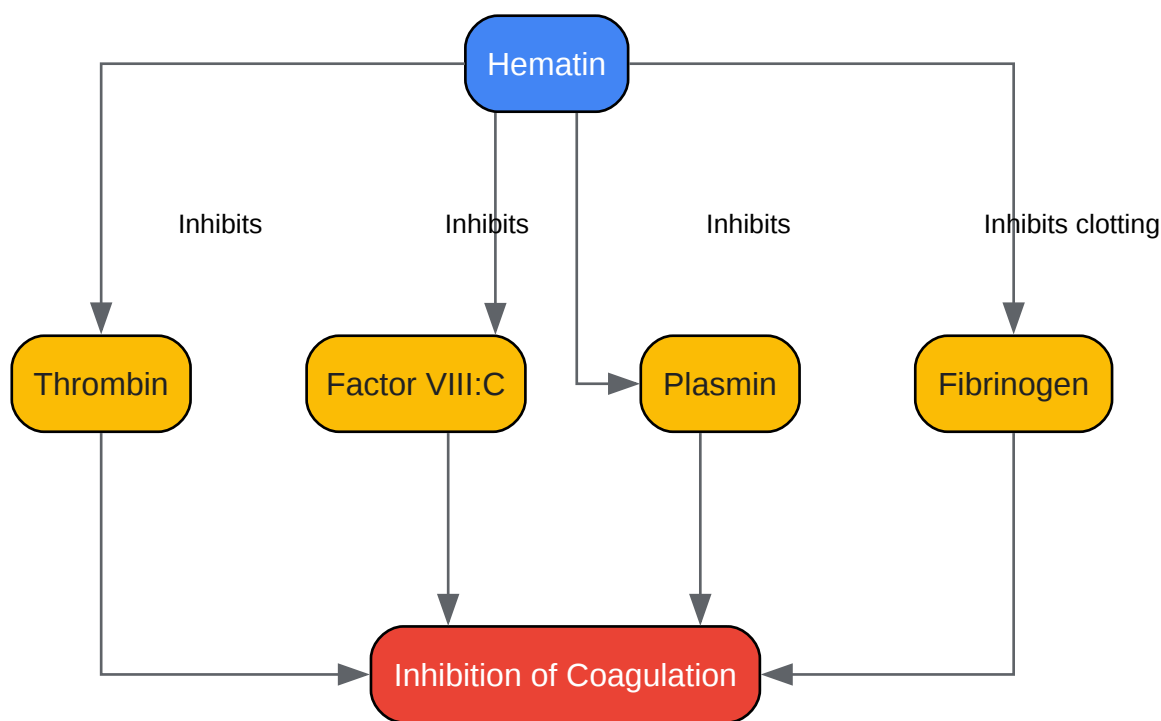 Hematin
Inhibits
Inhibits
Inhibits
Inhibits clotting
Thrombin
Factor VIII:C
Plasmin
Fibrinogen
Inhibition of Coagulation